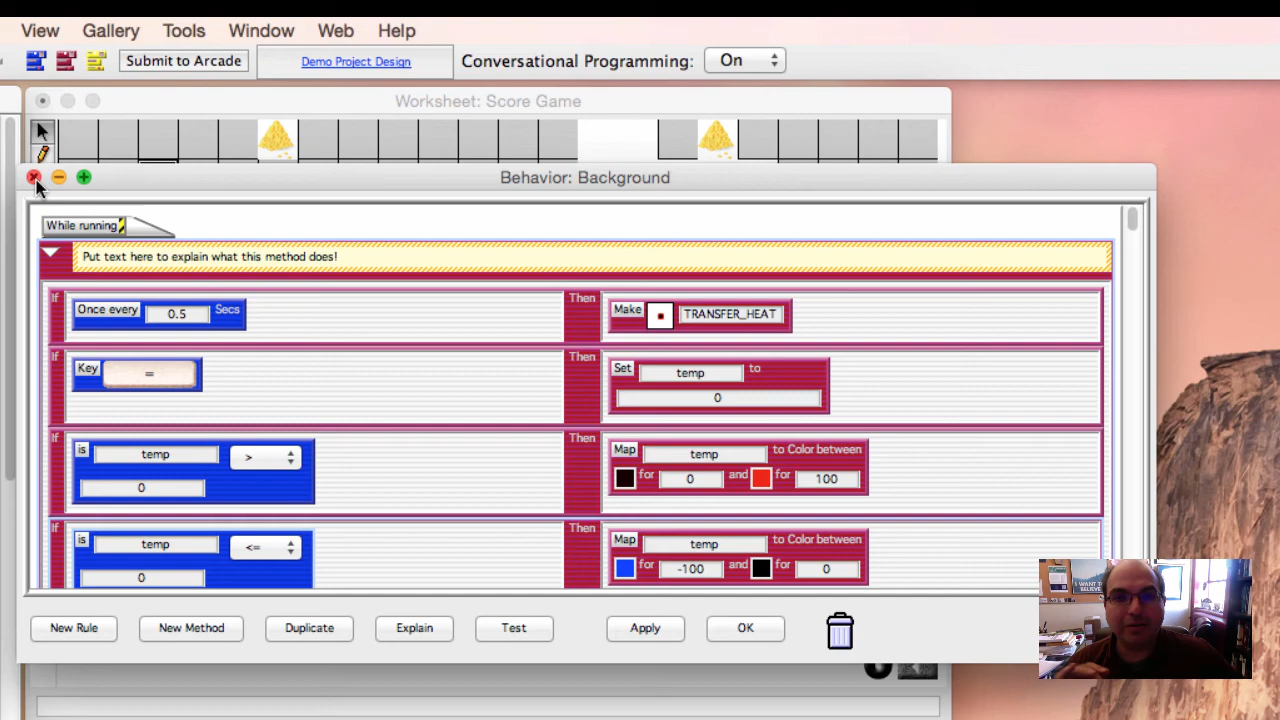 View Gallery Tools Window Web Help
Submit to Arcade Demo Project Design Conversational Programming: On
Worksheet: Score Game
Behavior: Background
While running
Put text here to explain what this method does!
If Once every 0.5 Secs Then Make TRANSFER_HEAT
If Key = Then Set temp to
0
If is temp > Then Map temp to Color between
0 for 0 and for 100
If is temp <= Then Map temp to Color between
0 for -100 and for 0
New Rule New Method Duplicate Explain Test Apply OK
I WANT TO
BELIEVE